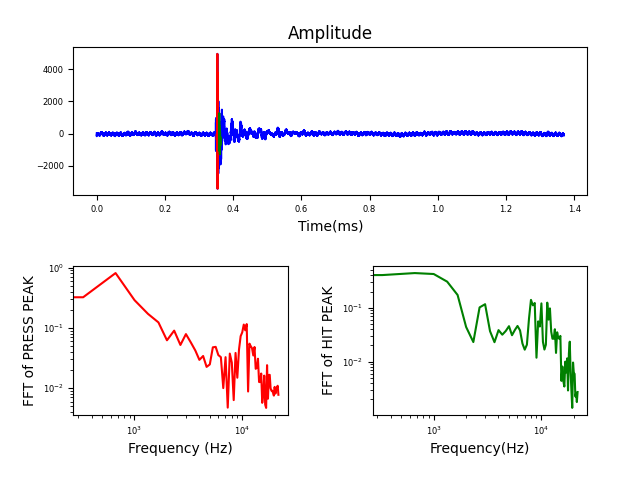 Amplitude
4000
2000
0
−2000
0.0 0.2 0.4 0.6 0.8 1.0 1.2 1.4
Time(ms)
FFT of PRESS PEAK
10⁰
10⁻¹
10⁻²
10³ 10⁴
Frequency (Hz)
FFT of HIT PEAK
10⁻¹
10⁻²
10³ 10⁴
Frequency(Hz)